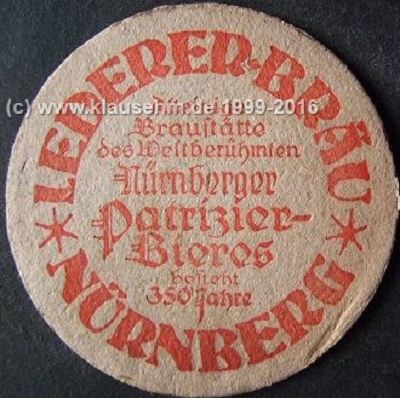 LEDERER-BRÄU
(c) www.klausehm.de 1999-2016
Braustätte
des Weltberühmten
Nürnberger
Patrizier-
Bieres
besteht
350 Jahre
NÜRNBERG